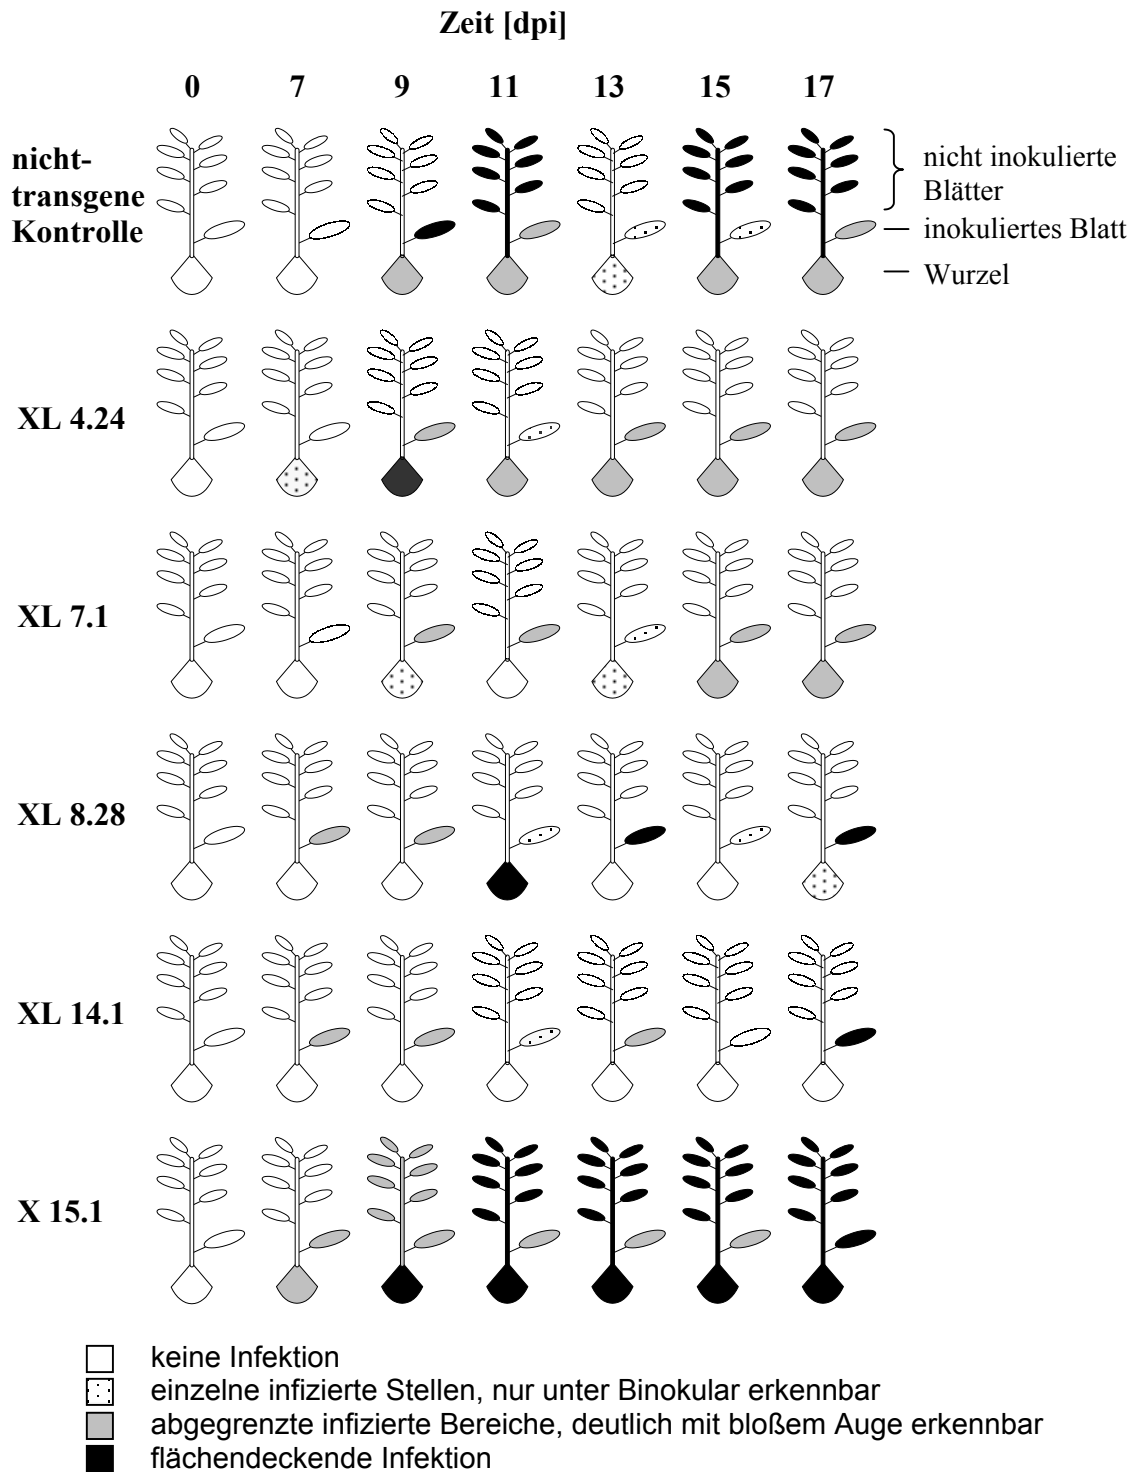 Zeit [dpi]
0 7 9 11 13 15 17
nicht-
transgene
Kontrolle
nicht inokulierte
Blätter
inokuliertes Blatt
Wurzel
XL 4.24
XL 7.1
XL 8.28
XL 14.1
X 15.1
keine Infektion
einzelne infizierte Stellen, nur unter Binokular erkennbar
abgegrenzte infizierte Bereiche, deutlich mit bloßem Auge erkennbar
flächendeckende Infektion